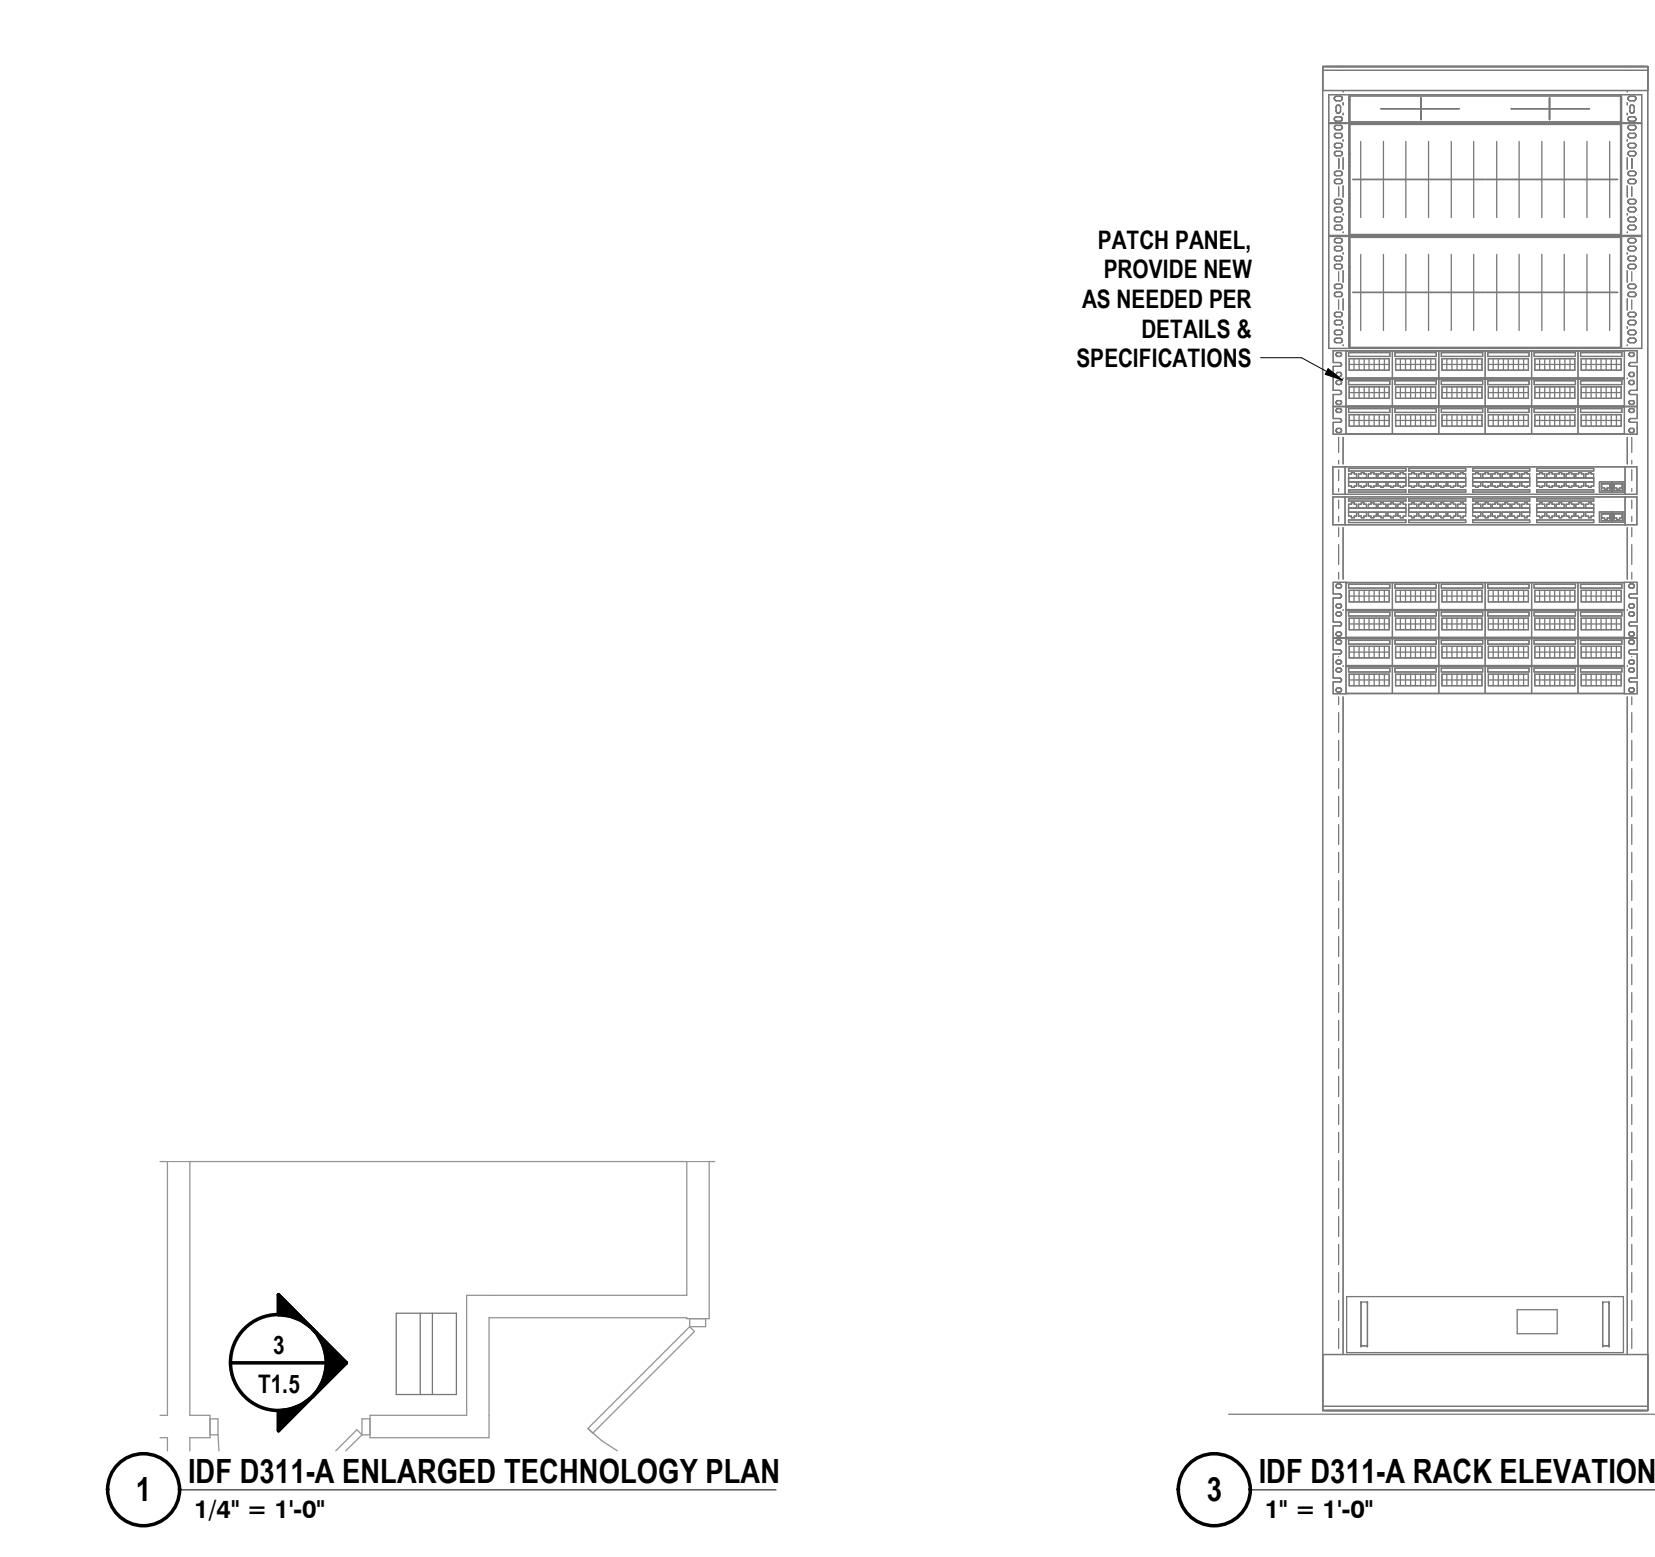 PATCH PANEL,
PROVIDE NEW
AS NEEDED PER
DETAILS &
SPECIFICATIONS
3
T1.5
1
IDF D311-A ENLARGED TECHNOLOGY PLAN
1/4" = 1'-0"
3
IDF D311-A RACK ELEVATION
1" = 1'-0"